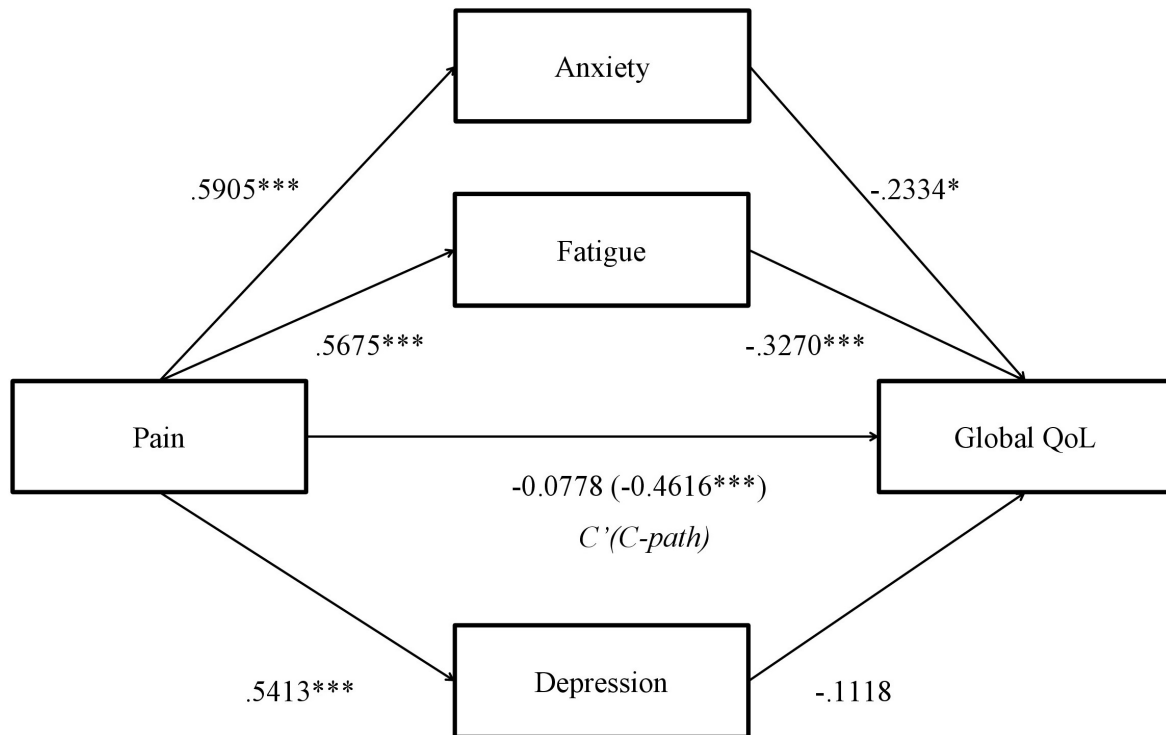 Anxiety
.5905***
-.2334*
Fatigue
.5675***
-.3270***
Pain
Global QoL
-0.0778 (-0.4616***)
C’(C-path)
.5413***
Depression
-.1118